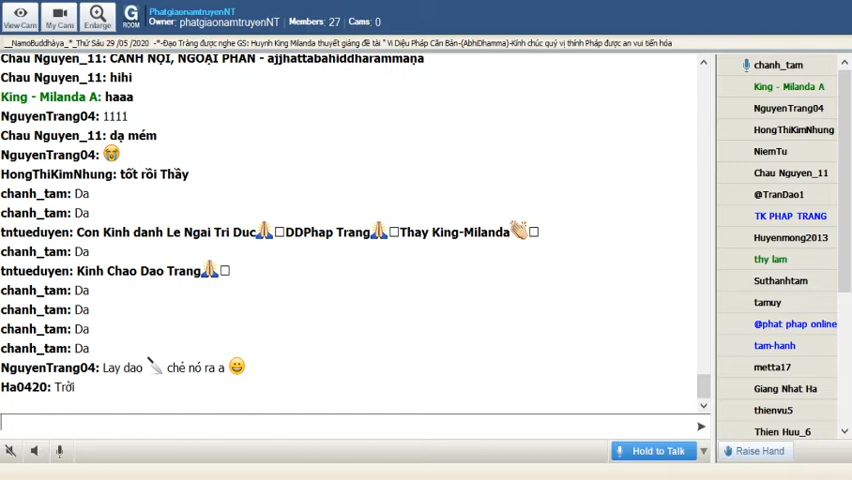 View Cam
My Cam
Enlarge
G
ROOM
PhatgiaonamtruyenNT
Owner: phatgiaonamtruyenNT
Members: 27
Cams: 0
__NamoBuddhàya_*_Thứ Sáu 29 /05 /2020 -*-Đạo Tràng được nghe GS: Huynh King Milanda thuyết giảng đề tài " Vi Diệu Pháp Căn Bản-(AbhiDhamma)-Kính chúc quý vị thính Pháp được an vui tiến hóa
Chau Nguyen_11: CẢNH NỘI, NGOẠI PHẦN - ajjhattabahiddhārammaṇa
Chau Nguyen_11: hihi
King - Milanda A: haaa
NguyenTrang04: 1111
Chau Nguyen_11: dạ mém
NguyenTrang04: 😭
HongThiKimNhung: tốt rồi Thầy
chanh_tam: Da
chanh_tam: Da
tntueduyen: Con Kinh danh Le Ngai Tri Duc🙏□DDPhap Trang🙏□Thay King-Milanda👏□
chanh_tam: Da
tntueduyen: Kinh Chao Dao Trang🙏□
chanh_tam: Da
chanh_tam: Da
chanh_tam: Da
chanh_tam: Da
NguyenTrang04: Lay dao 🔪 chẻ nó ra a 😀
Ha0420: Trời
Hold to Talk
chanh_tam
King - Milanda A
NguyenTrang04
HongThiKimNhung
NiemTu
Chau Nguyen_11
@TranDao1
TK PHAP TRANG
Huyenmong2013
thy lam
Suthanhtam
tamuy
@phat phap online
tam-hanh
metta17
Giang Nhat Ha
thienvu5
Thien Huu_6
Raise Hand